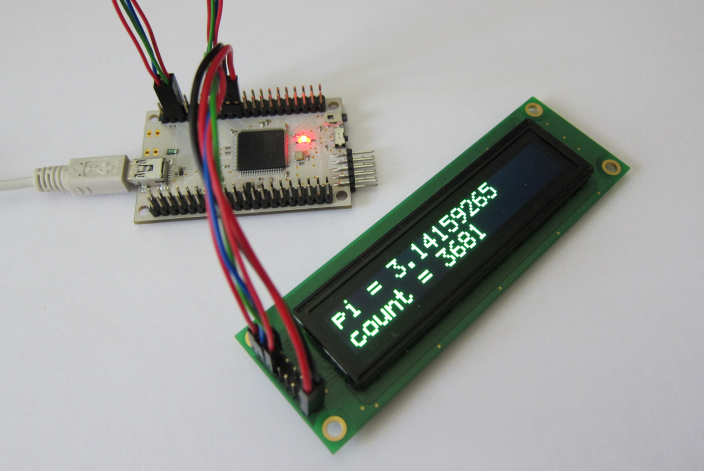 pi = 3.14159265
count = 3681